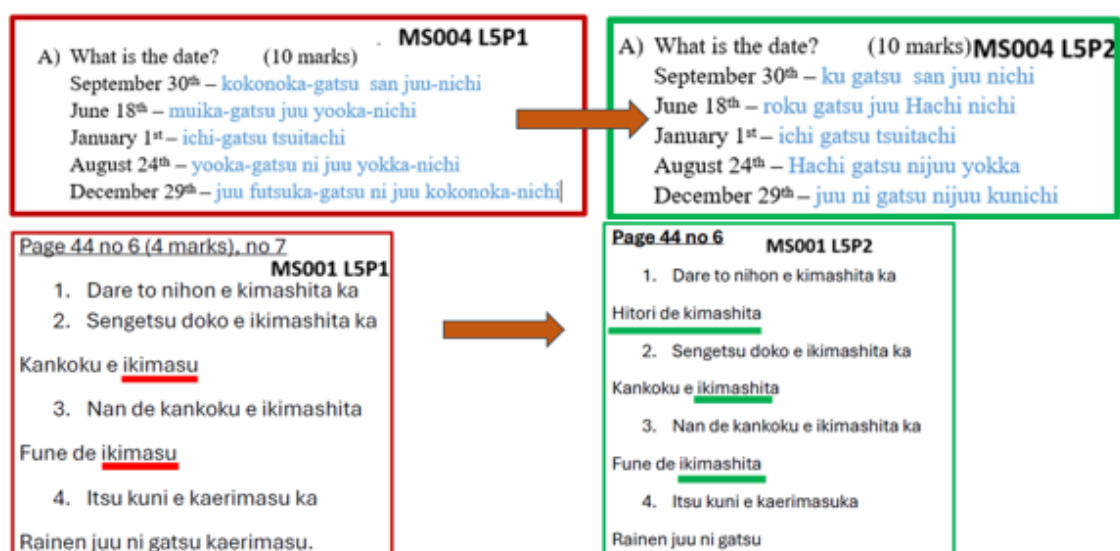 MS004 L5P1
A) What is the date? (10 marks)
September 30th – kokonoka-gatsu san juu-nichi
June 18th – muika-gatsu juu yooka-nichi
January 1st – ichi-gatsu tsuitachi
August 24th – yooka-gatsu ni juu yokka-nichi
December 29th – juu futsuka-gatsu ni juu kokonoka-nichi
A) What is the date? (10 marks) MS004 L5P2
September 30th – ku gatsu san juu nichi
June 18th – roku gatsu juu Hachi nichi
January 1st – ichi gatsu tsuitachi
August 24th – Hachi gatsu nijuu yokka
December 29th – juu ni gatsu nijuu kunichi
Page 44 no 6 (4 marks), no 7
MS001 L5P1
1. Dare to nihon e kimashita ka
2. Sengetsu doko e ikimashita ka
Kankoku e ikimasu
3. Nan de kankoku e ikimashita
Fune de ikimasu
4. Itsu kuni e kaerimasu ka
Rainen juu ni gatsu kaerimasu.
Page 44 no 6 MS001 L5P2
1. Dare to nihon e kimashita ka
Hitori de kimashita
2. Sengetsu doko e ikimashita ka
Kankoku e ikimashita
3. Nan de kankoku e ikimashita ka
Fune de ikimashita
4. Itsu kuni e kaerimasuka
Rainen juu ni gatsu